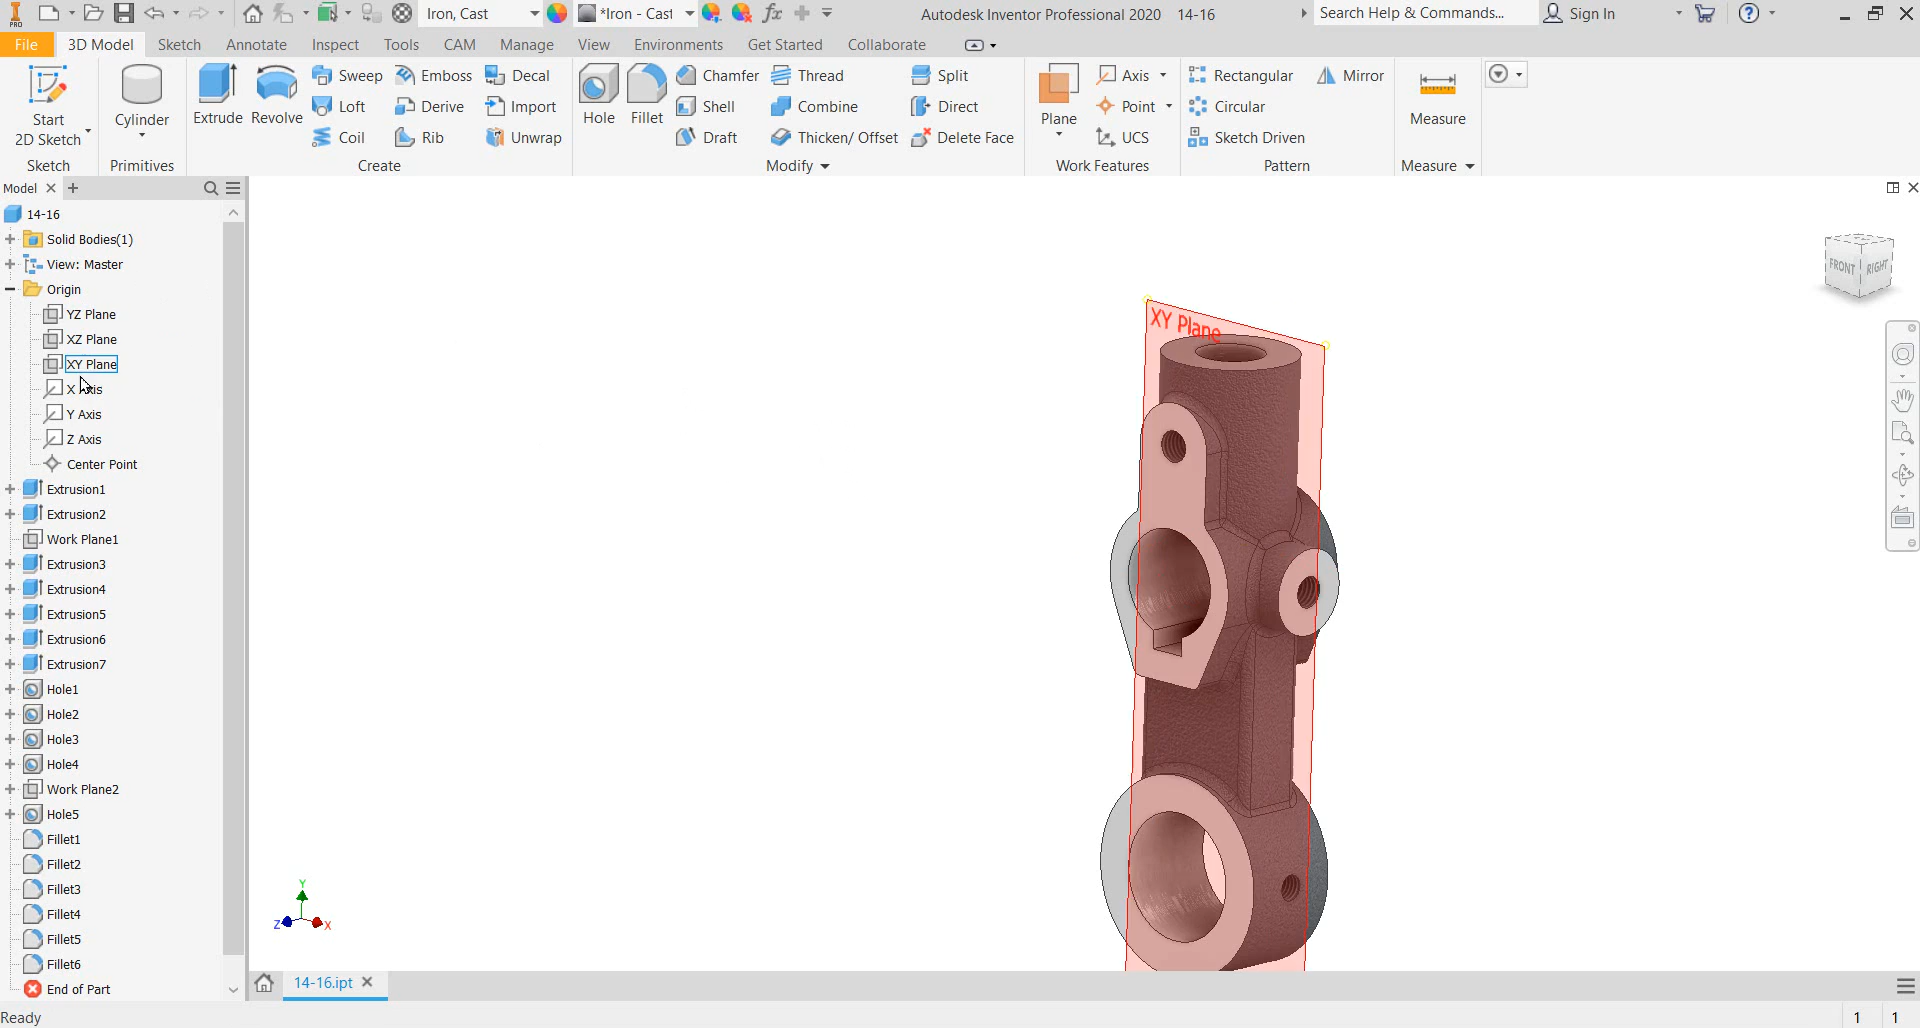 PRO
Iron, Cast
*Iron - Cast
fx
Autodesk Inventor Professional 2020 14-16
Search Help & Commands...
Sign In
File
3D Model
Sketch
Annotate
Inspect
Tools
CAM
Manage
View
Environments
Get Started
Collaborate
Start
2D Sketch
Sketch
Cylinder
Primitives
Extrude
Revolve
Sweep
Loft
Coil
Emboss
Derive
Rib
Decal
Import
Unwrap
Create
Hole
Fillet
Chamfer
Shell
Draft
Thread
Combine
Thicken/ Offset
Split
Direct
Delete Face
Modify
Plane
Axis
Point
UCS
Work Features
Rectangular
Circular
Sketch Driven
Mirror
Pattern
Measure
Measure
Model
14-16
Solid Bodies(1)
View: Master
Origin
YZ Plane
XZ Plane
XY Plane
X Axis
Y Axis
Z Axis
Center Point
Extrusion1
Extrusion2
Work Plane1
Extrusion3
Extrusion4
Extrusion5
Extrusion6
Extrusion7
Hole1
Hole2
Hole3
Hole4
Work Plane2
Hole5
Fillet1
Fillet2
Fillet3
Fillet4
Fillet5
Fillet6
End of Part
XY Plane
FRONT
RIGHT
Y
Z
X
14-16.ipt
Ready
1
1